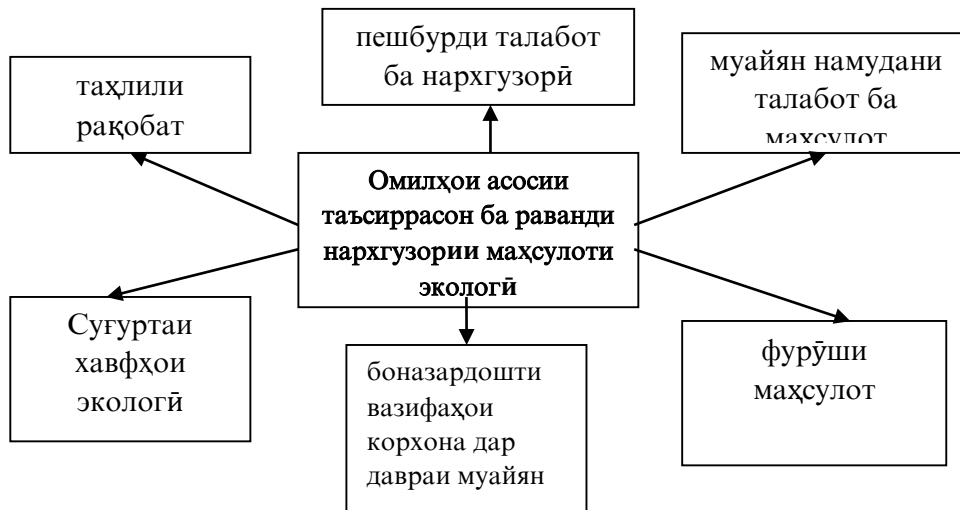 пешбурди талабот
ба нархгузорӣ
таҳлили
рақобат
муайян намудани
талабот ба
маҳсулот
Омилҳои асосии
таъсиррасон ба раванди
нархгузории маҳсулоти
экологӣ
Суғуртаи
хавфҳои
экологӣ
боназардошти
вазифаҳои
корхона дар
давраи муайян
фурӯши
маҳсулот